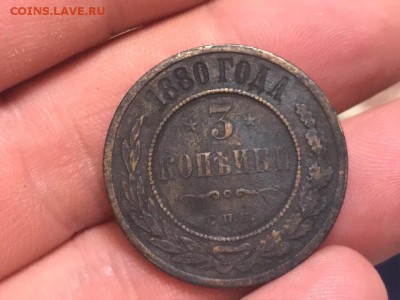 COINS.LAVE.RU
1880 ГОДА
3
КОПѢЙКИ
С.П.Б.